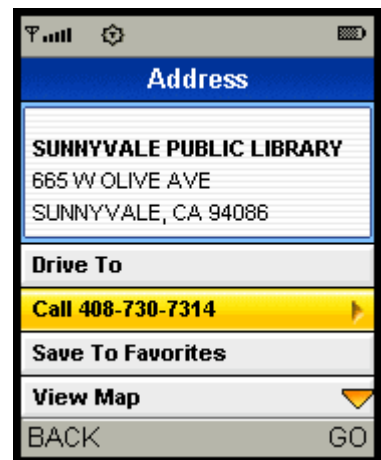 Address
SUNNYVALE PUBLIC LIBRARY
665 W OLIVE AVE
SUNNYVALE, CA 94086
Drive To
Call 408-730-7314
Save To Favorites
View Map
BACK GO